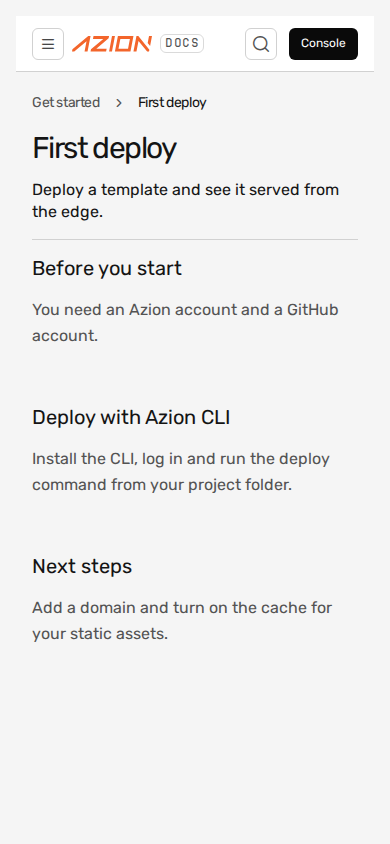 AZION DOCS Console
Get started > First deploy
First deploy
Deploy a template and see it served from
the edge.
Before you start
You need an Azion account and a GitHub
account.
Deploy with Azion CLI
Install the CLI, log in and run the deploy
command from your project folder.
Next steps
Add a domain and turn on the cache for
your static assets.